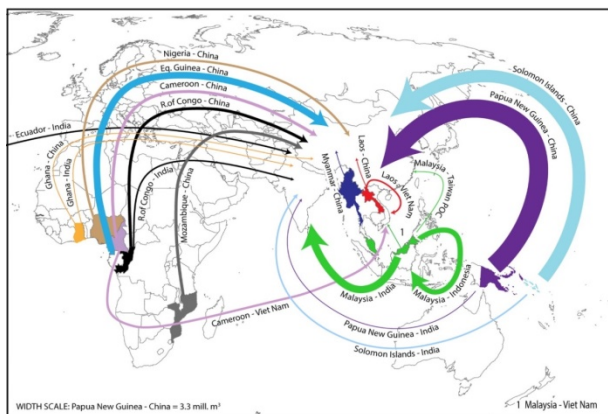 Nigeria - China
Eq. Guinea - China
Cameroon - China
R.of Congo - China
Ecuador - India
Ghana - China
Ghana - India
R.of Congo - India
Mozambique - China
Myanmar - China
Laos - China
Laos - Viet Nam
Malaysia - Taiwan POC
Solomon Islands - China
Papua New Guinea - China
1
Malaysia - India
Malaysia - Indonesia
Cameroon - Viet Nam
Papua New Guinea - India
Solomon Islands - India
WIDTH SCALE: Papua New Guinea - China = 3.3 mill. m³
1 Malaysia - Viet Nam